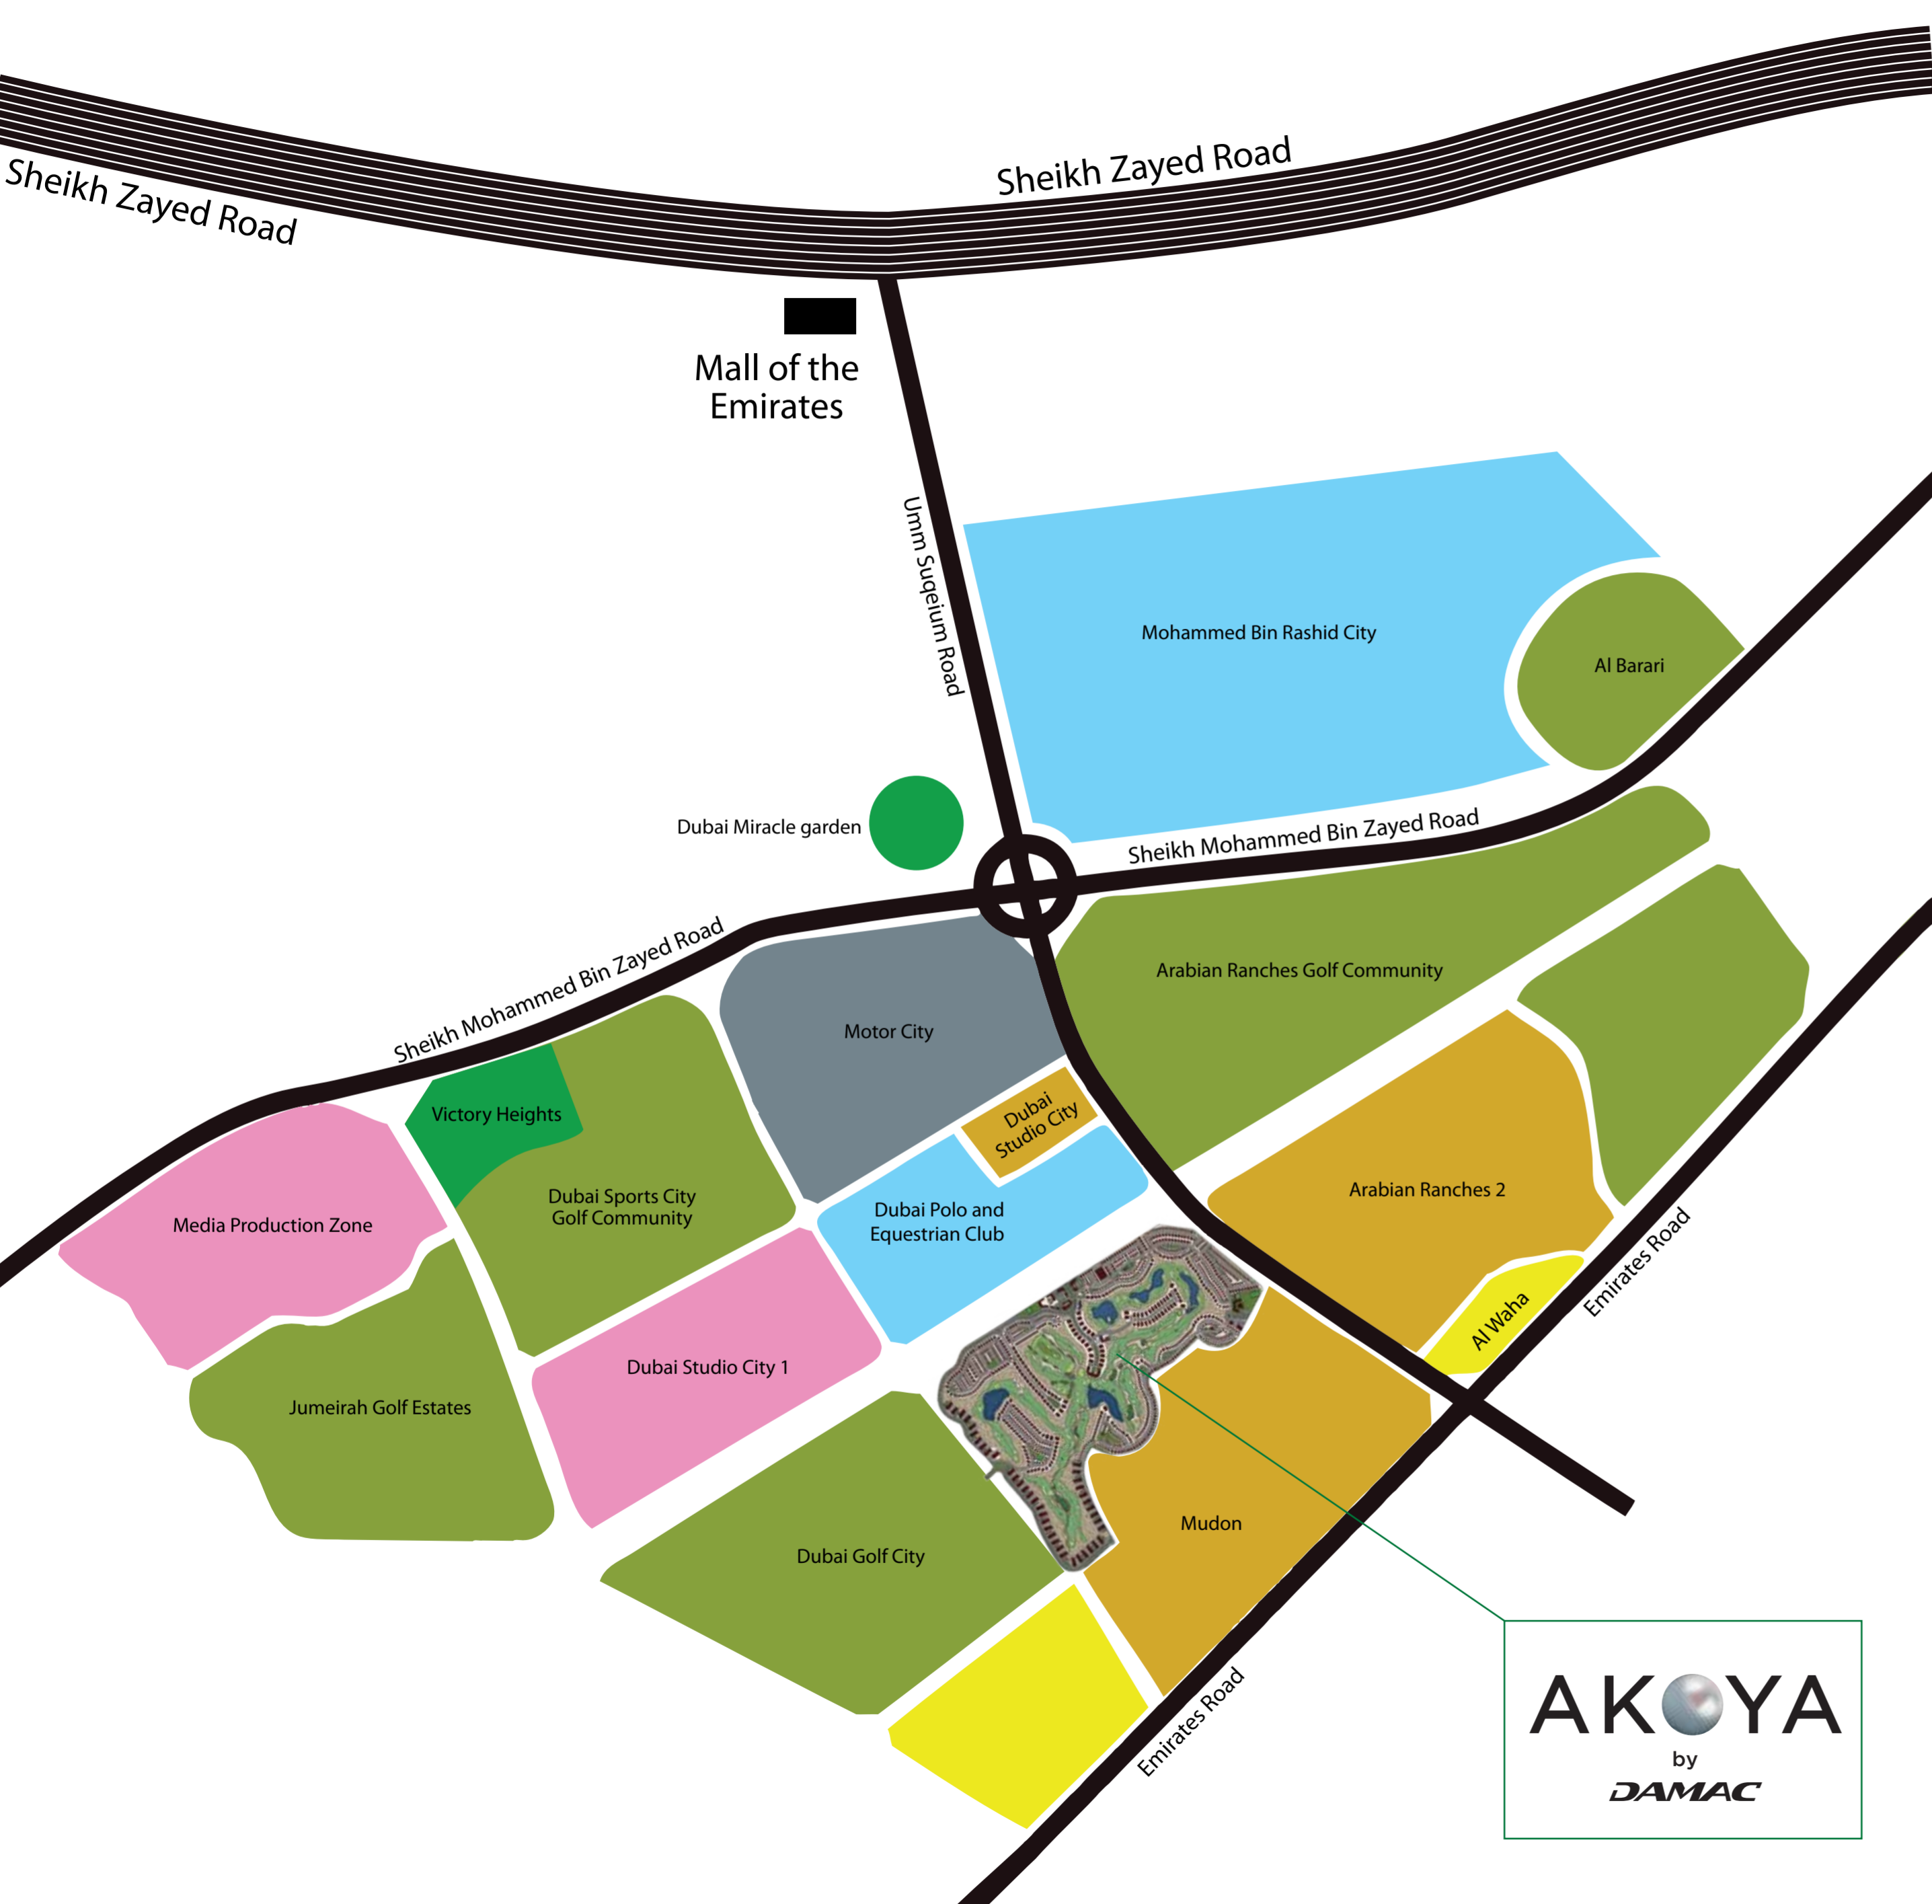 Sheikh Zayed Road
Sheikh Zayed Road
Mall of the
Emirates
Umm Suqeium Road
Mohammed Bin Rashid City
Al Barari
Dubai Miracle garden
Sheikh Mohammed Bin Zayed Road
Sheikh Mohammed Bin Zayed Road
Arabian Ranches Golf Community
Motor City
Victory Heights
Dubai
Studio City
Dubai Sports City
Golf Community
Media Production Zone
Dubai Polo and
Equestrian Club
Arabian Ranches 2
Emirates Road
Al Waha
Dubai Studio City 1
Jumeirah Golf Estates
Mudon
Dubai Golf City
Emirates Road
AKOYA
by
DAMAC